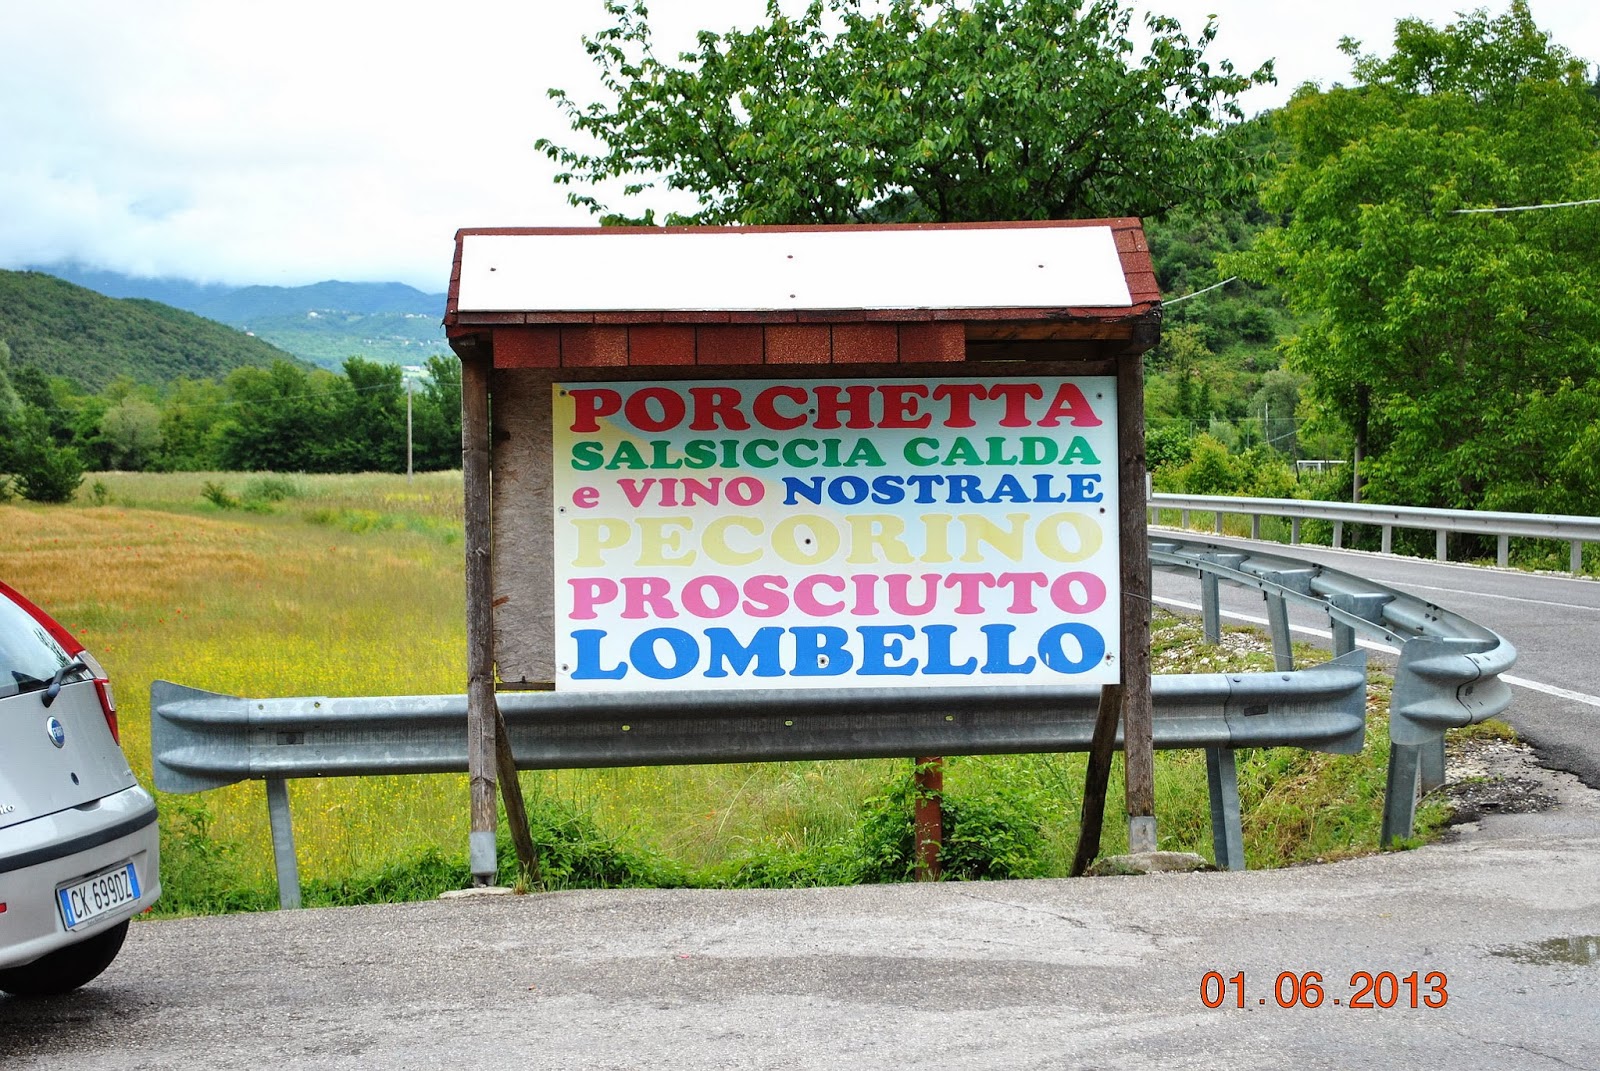 PORCHETTA
SALSICCIA CALDA
e VINO NOSTRALE
PECORINO
PROSCIUTTO
LOMBELLO
CK 699DZ
01.06.2013